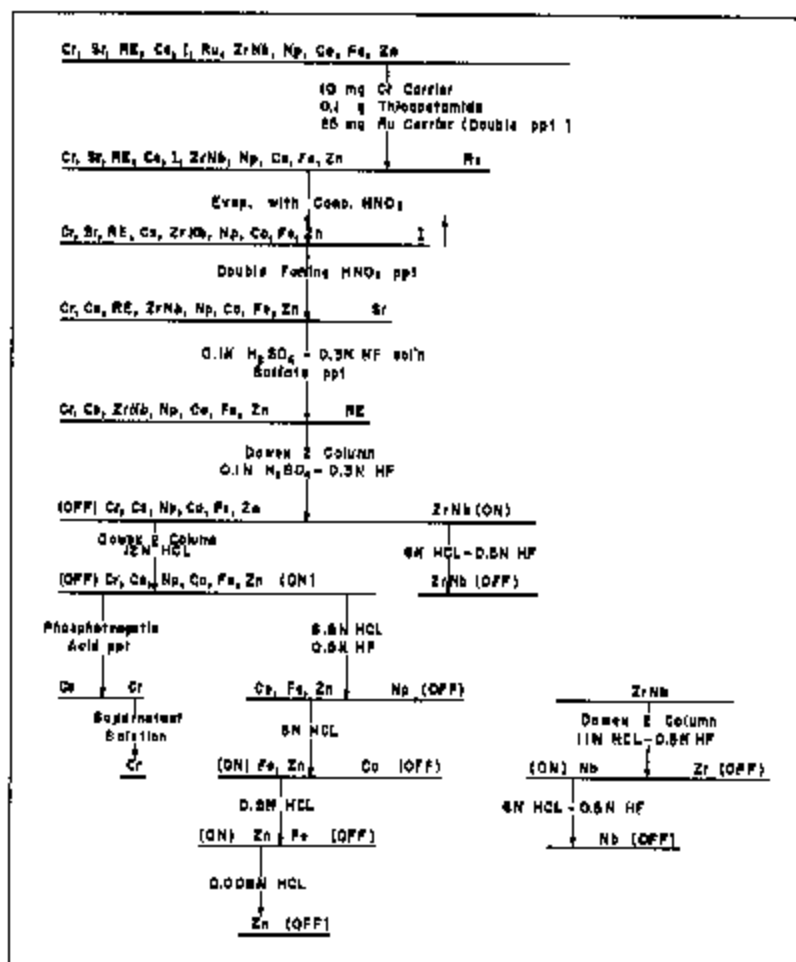 Cr, Sr, RE, Cs, I, Ru, ZrNb, Np, Co, Fe, Zn
10 mg Cr Carrier
0.1 g Thioacetamide
25 mg Ru Carrier (Double ppt)
Cr, Sr, RE, Cs, I, ZrNb, Np, Co, Fe, Zn Ru
Evap. with Conc. HNO₃
Cr, Sr, RE, Cs, ZrNb, Np, Co, Fe, Zn I
Double Fuming HNO₃ ppt
Cr, Cs, RE, ZrNb, Np, Co, Fe, Zn Sr
0.1N H₂SO₄ - 0.3N HF sol'n
ppt
Cr, Cs, ZrNb, Np, Co, Fe, Zn RE
Dowex 2 Column
0.1N H₂SO₄-0.3N HF
(OFF) Cr, Cs, Np, Co, Fe, Zn ZrNb (ON)
Dowex 2 Column
12N HCL
6N HCL-0.5N HF
(OFF) Cr, Cs, Np, Co, Fe, Zn (ON) ZrNb (OFF)
Phosphotungstic
Acid ppt
6.5N HCL
0.5N HF
Cs Cr
Co, Fe, Zn Np (OFF)
ZrNb
Supernatant
Solution
5N HCL
Dowex 2 Column
11N HCL-0.5N HF
Cr
(ON) Fe, Zn Co (OFF)
(ON) Nb Zr (OFF)
HCL
6N HCL-0.5N HF
(ON) Zn Fe (OFF)
Nb (OFF)
0.005N HCL
Zn (OFF)